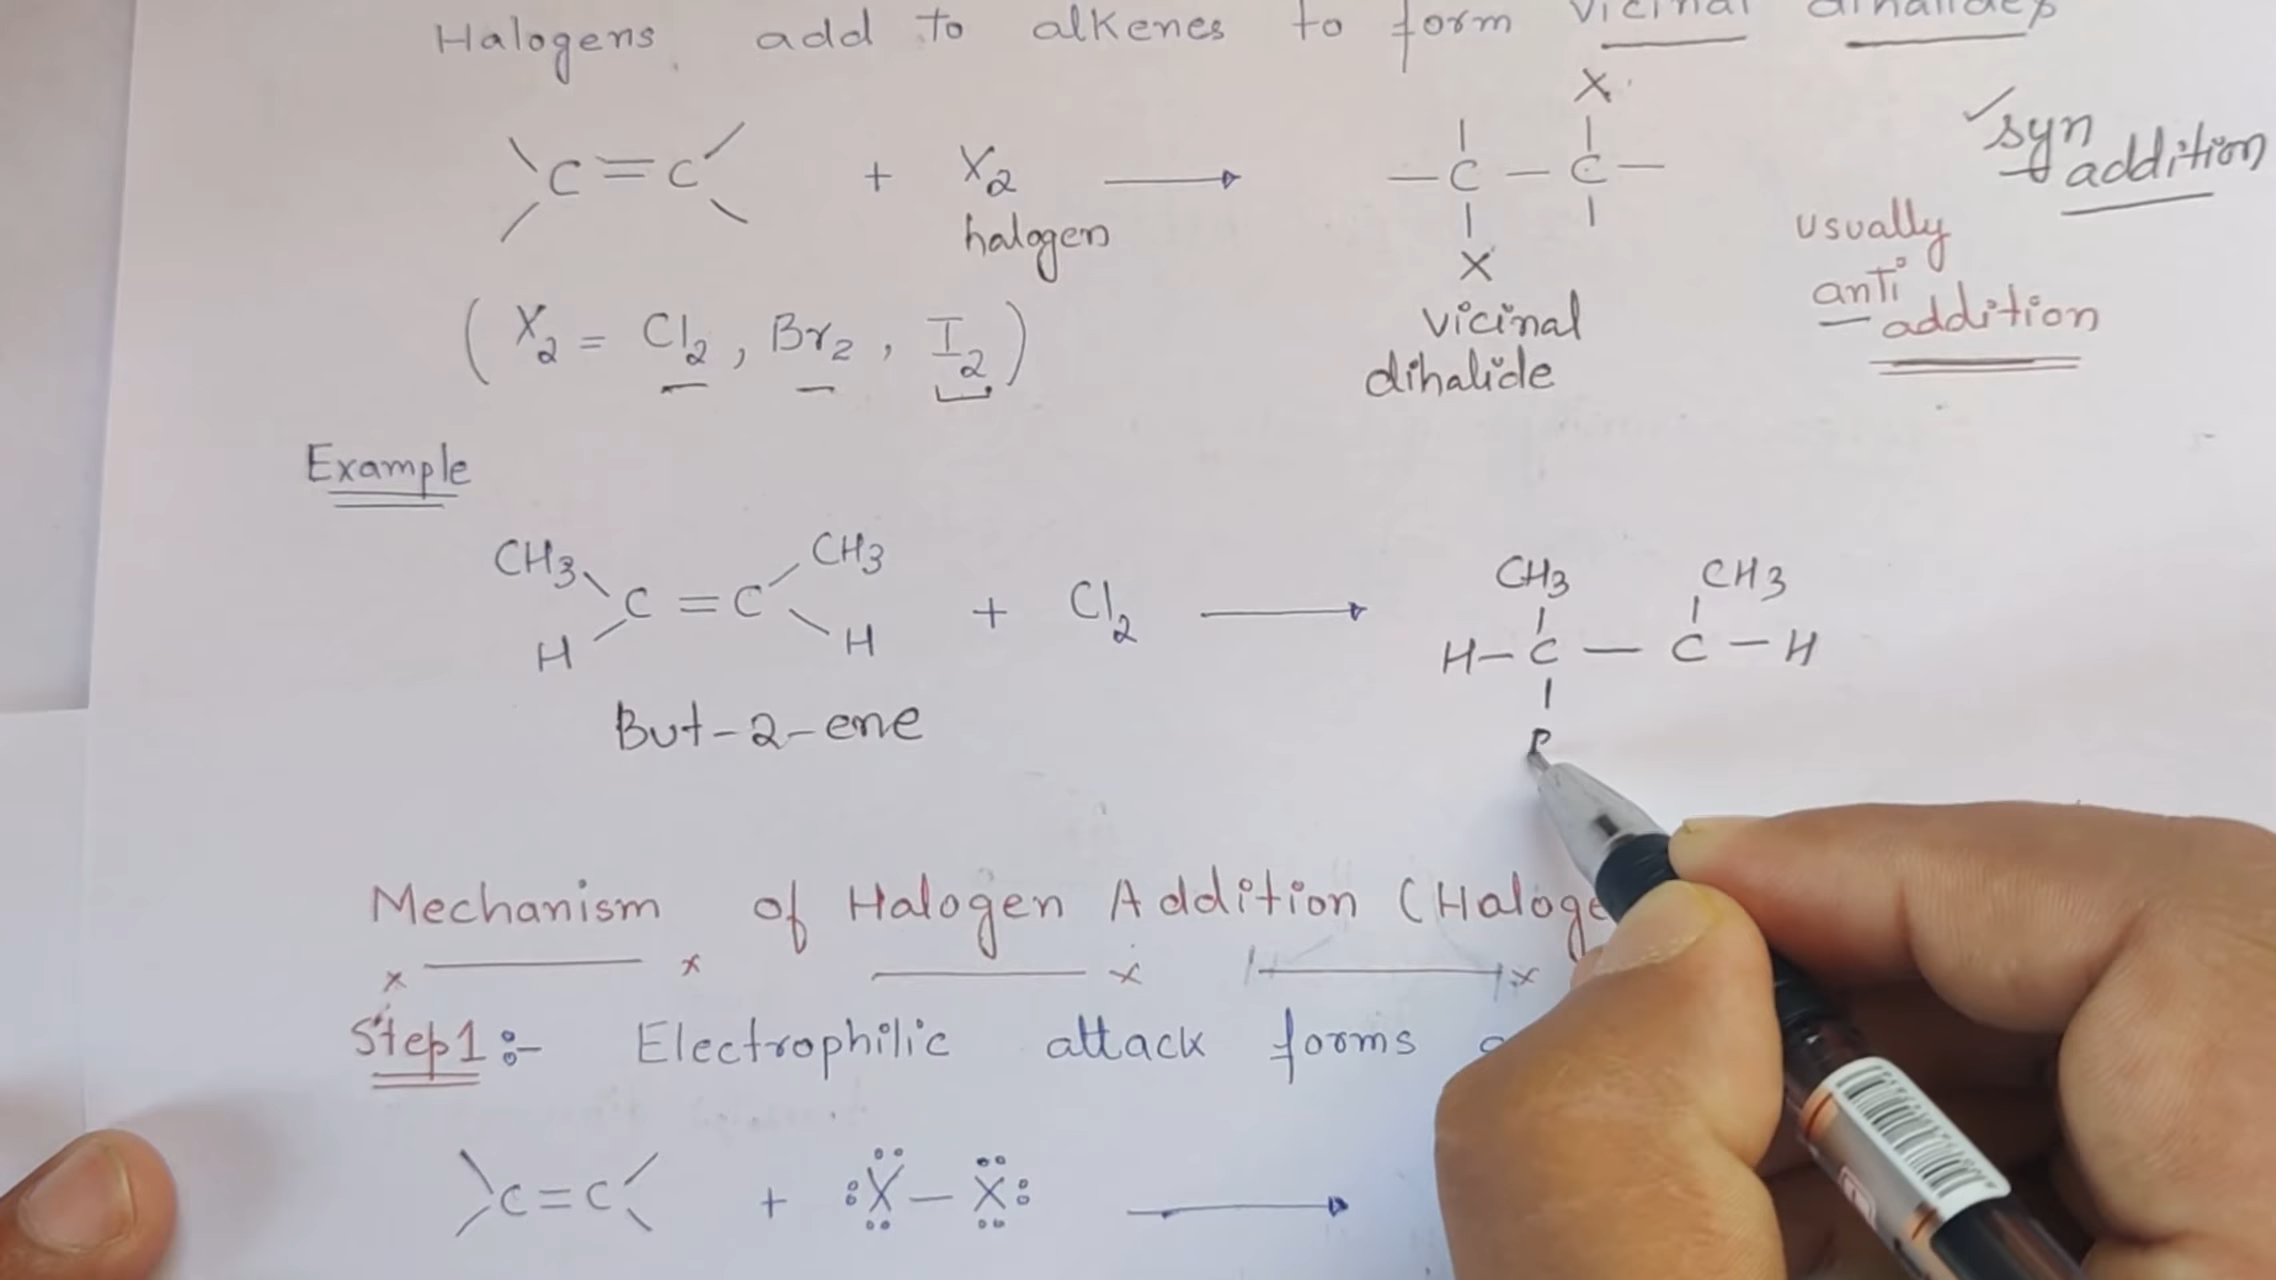 Halogens add to alkenes to form vicinal dihalides
X
C=C + X₂ → —C—C—
halogen
X
syn addition
usually anti addition
vicinal dihalide
(X₂ = Cl₂, Br₂, I₂)
Example
CH₃ CH₃ CH₃ CH₃
C=C + Cl₂ → H—C—C—H
H H
But-2-ene
Mechanism of Halogen Addition
Step1:- Electrophilic attack forms
C=C + :X—X: →